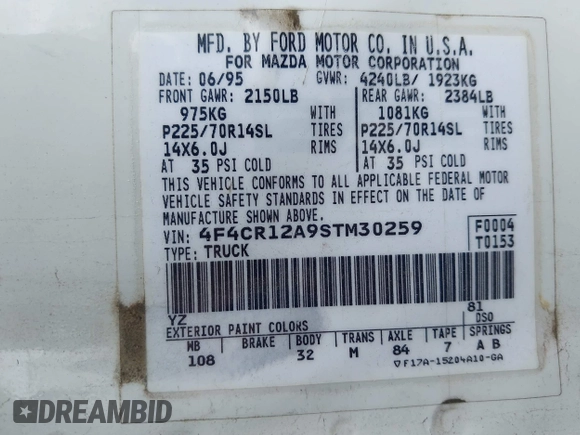 MFD. BY FORD MOTOR CO. IN U.S.A.
FOR MAZDA MOTOR CORPORATION
DATE: 06/95 GVWR: 4240LB/ 1923KG
FRONT GAWR: 2150LB REAR GAWR: 2384LB
975KG WITH 1081KG WITH
P225/70R14SL TIRES P225/70R14SL TIRES
14X6.0J RIMS 14X6.0J RIMS
AT 35 PSI COLD AT 35 PSI COLD
THIS VEHICLE CONFORMS TO ALL APPLICABLE FEDERAL MOTOR
VEHICLE SAFETY STANDARDS IN EFFECT ON THE DATE OF
MANUFACTURE SHOWN ABOVE.
VIN: 4F4CR12A9STM30259 F0004
TYPE: TRUCK T0153
81
YZ DSO
EXTERIOR PAINT COLORS
WB BRAKE BODY TRANS AXLE TAPE SPRINGS
108 32 M 84 7 A B
F17A-15204A10-GA
DREAMBID